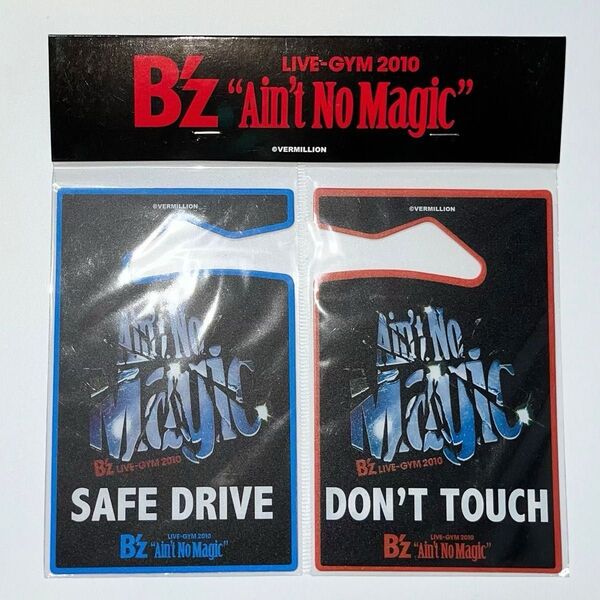 LIVE-GYM 2010
B'z "Ain't No Magic"
©VERMILLION
©VERMILLION
Ain't No
Magic
B'z LIVE-GYM 2010
SAFE DRIVE
LIVE-GYM 2010
B'z "Ain't No Magic"
©VERMILLION
Ain't No
Magic
B'z LIVE-GYM 2010
DON'T TOUCH
LIVE-GYM 2010
B'z "Ain't No Magic"